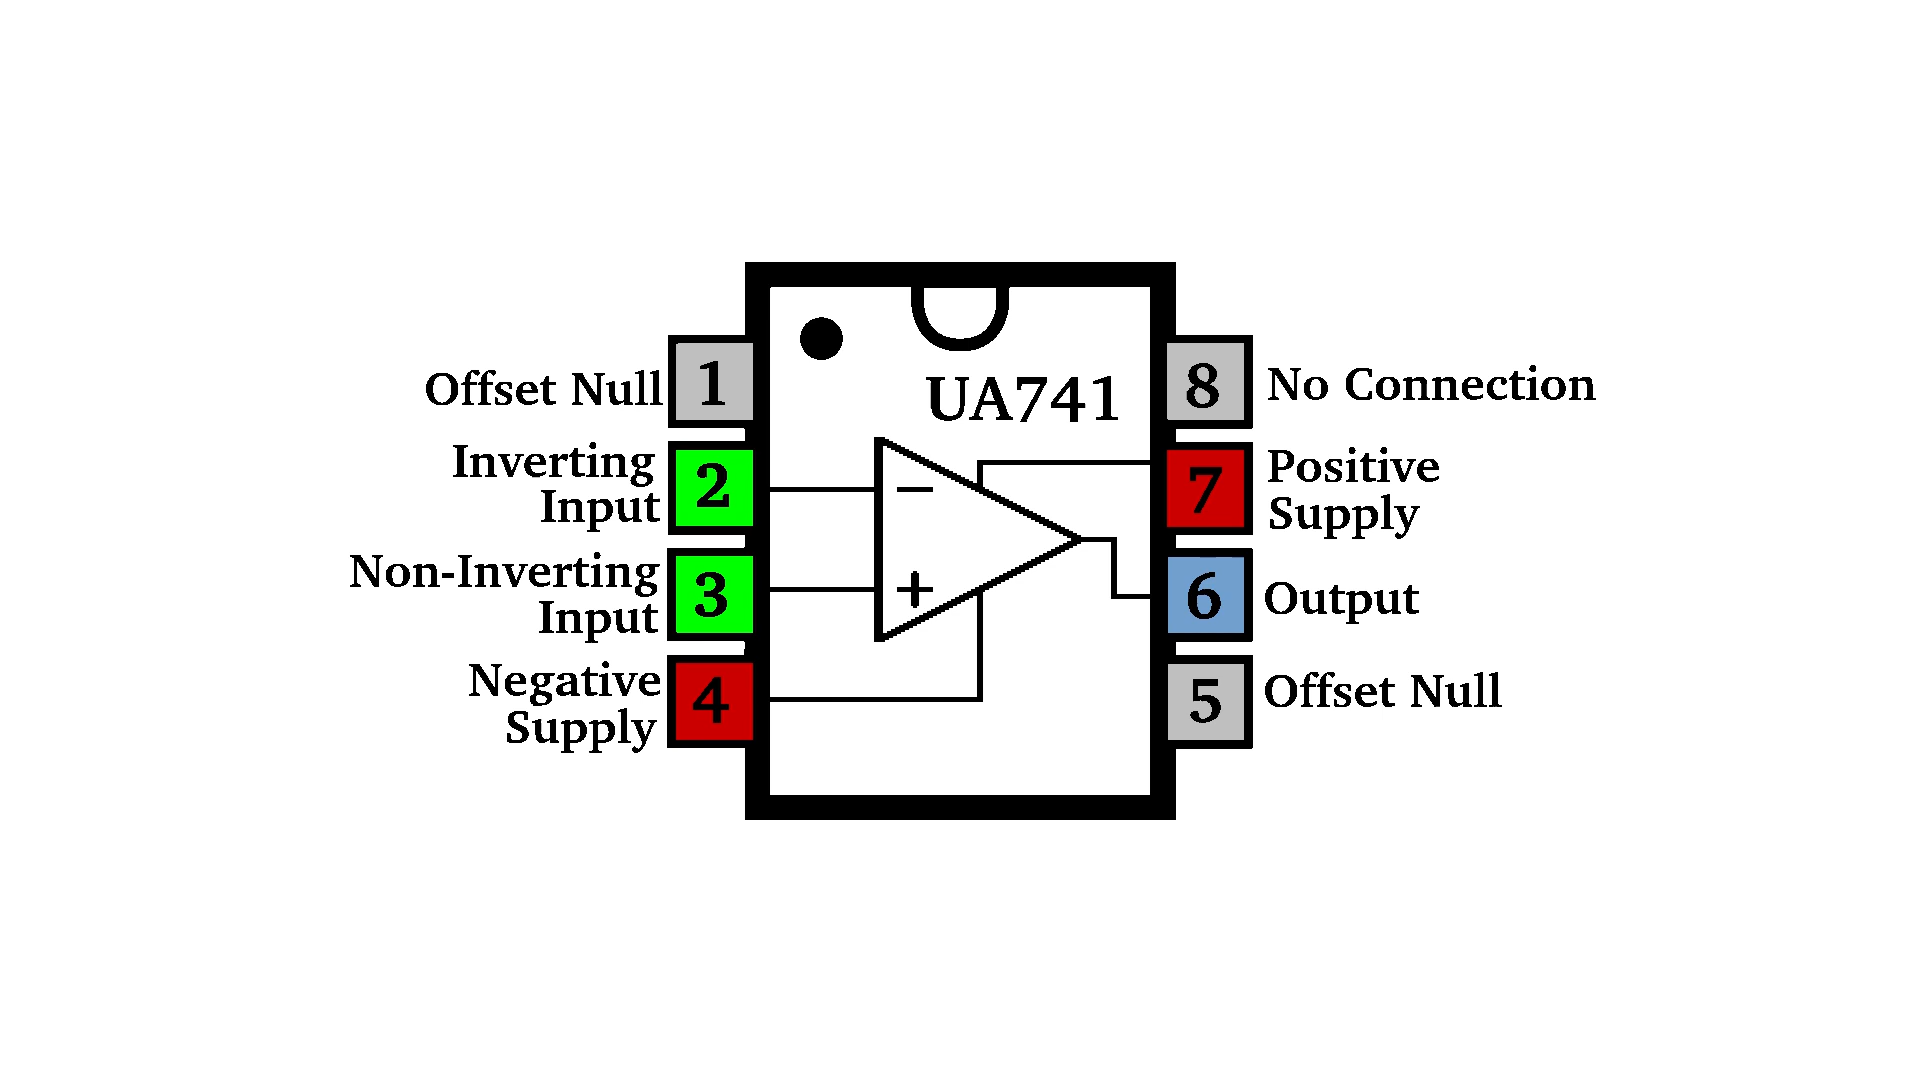 UA741
1
Offset Null
2
Inverting
Input
3
Non-Inverting
Input
4
Negative
Supply
8
No Connection
7
Positive
Supply
6
Output
5
Offset Null
−
+